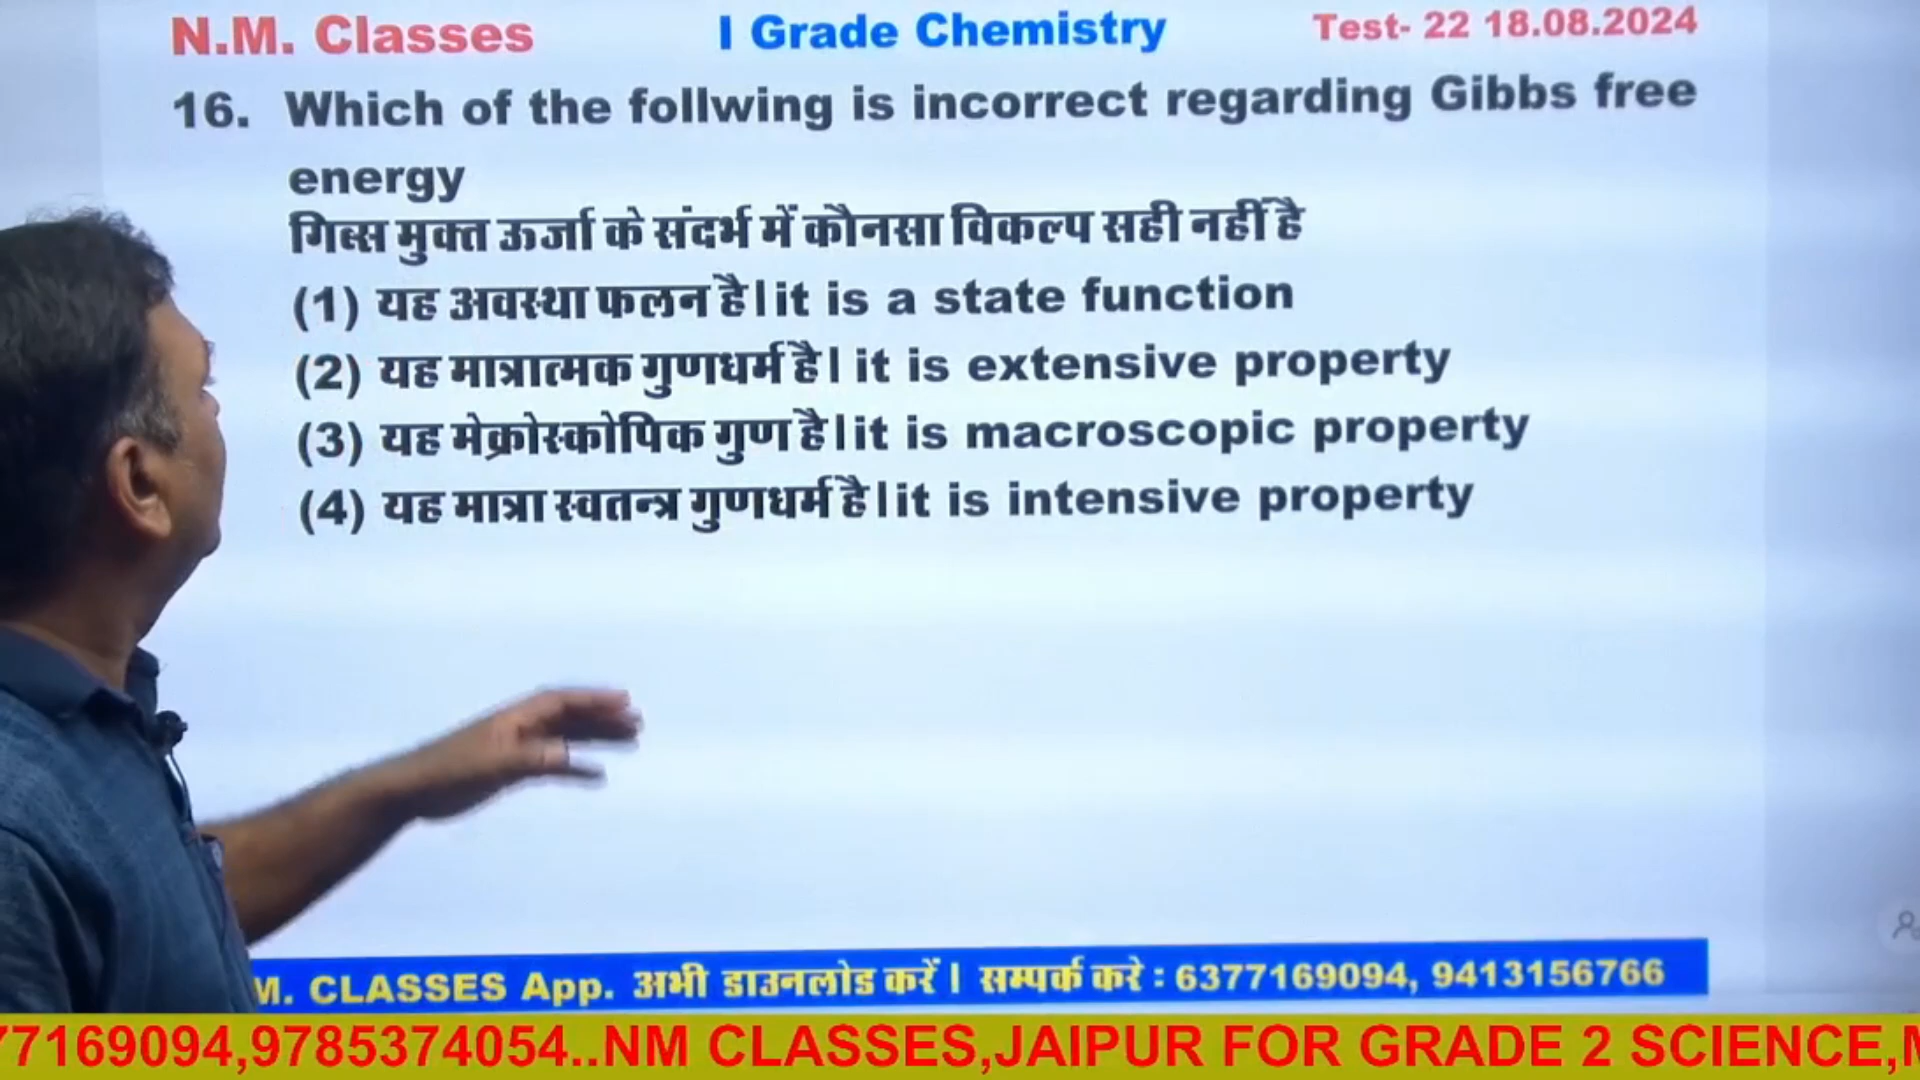 N.M. Classes I Grade Chemistry Test- 22 18.08.2024
16. Which of the follwing is incorrect regarding Gibbs free
energy
गिब्स मुक्त ऊर्जा के संदर्भ में कौनसा विकल्प सही नहीं है
(1) यह अवस्था फलन है। it is a state function
(2) यह मात्रात्मक गुणधर्म है। it is extensive property
(3) यह मेक्रोस्कोपिक गुण है। it is macroscopic property
(4) यह मात्रा स्वतन्त्र गुणधर्म है। it is intensive property
M. CLASSES App. अभी डाउनलोड करें। सम्पर्क करे : 6377169094, 9413156766
77169094,9785374054..NM CLASSES,JAIPUR FOR GRADE 2 SCIENCE,